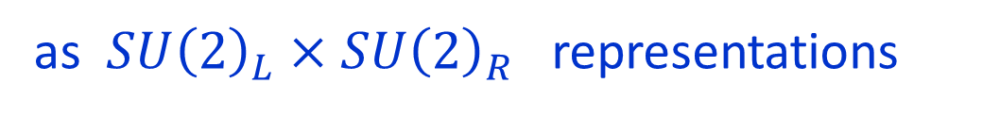 as SU(2)_L × SU(2)_R representations